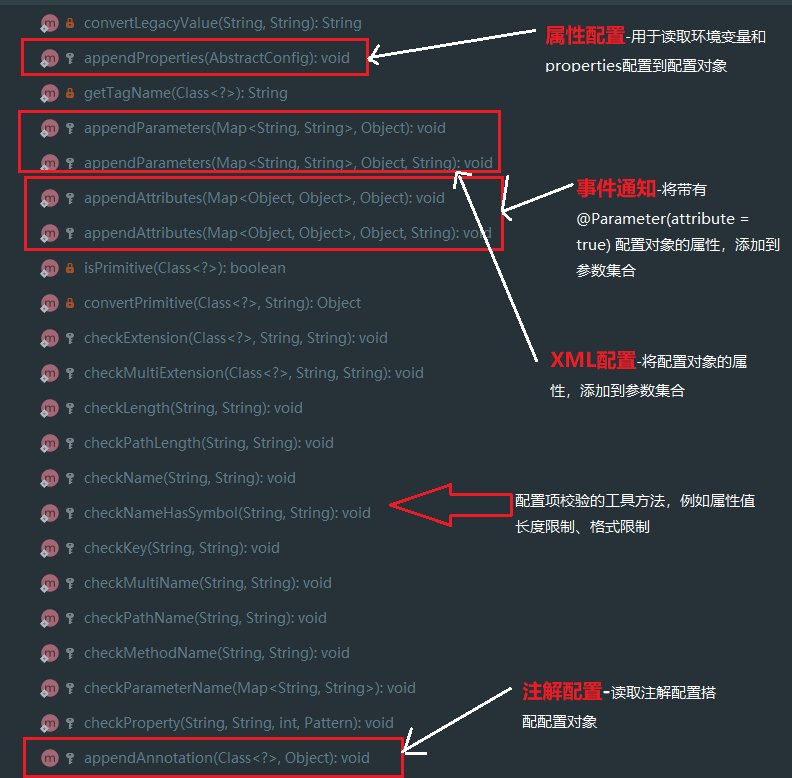 convertLegacyValue(String, String): String
appendProperties(AbstractConfig): void
属性配置-用于读取环境变量和
properties配置到配置对象
getTagName(Class<?>): String
appendParameters(Map<String, String>, Object): void
appendParameters(Map<String, String>, Object, String): void
appendAttributes(Map<Object, Object>, Object): void
appendAttributes(Map<Object, Object>, Object, String): void
事件通知-将带有
@Parameter(attribute =
true) 配置对象的属性，添加到
参数集合
isPrimitive(Class<?>): boolean
convertPrimitive(Class<?>, String): Object
checkExtension(Class<?>, String, String): void
checkMultiExtension(Class<?>, String, String): void
XML配置-将配置对象的属
性，添加到参数集合
checkLength(String, String): void
checkPathLength(String, String): void
checkName(String, String): void
checkNameHasSymbol(String, String): void
配置项校验的工具方法，例如属性值
长度限制、格式限制
checkKey(String, String): void
checkMultiName(String, String): void
checkPathName(String, String): void
checkMethodName(String, String): void
checkParameterName(Map<String, String>): void
checkProperty(String, String, int, Pattern): void
注解配置-读取注解配置搭
配配置对象
appendAnnotation(Class<?>, Object): void